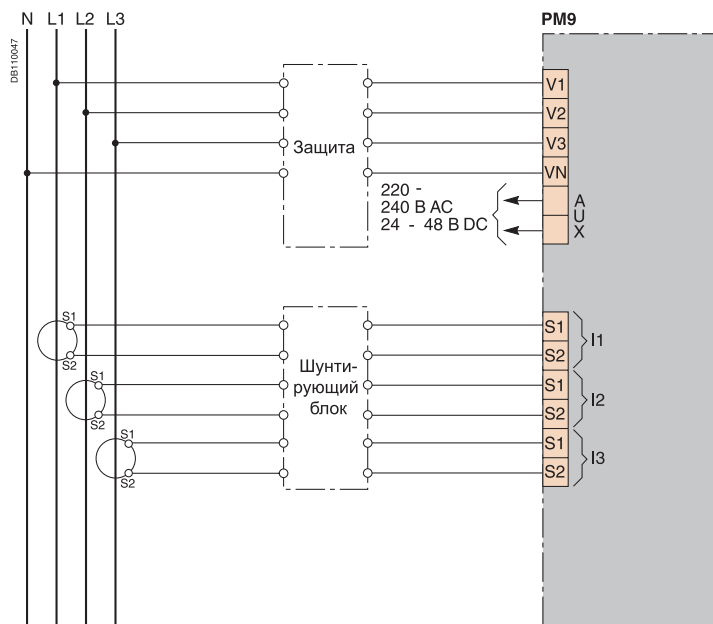 N L1 L2 L3
PM9
DB110047
V1
V2
Защита
V3
VN
220 -
240 В AC
24 - 48 В DC
A
U
X
S1
S2
S1
S2
S1
S2
Шунти-
рующий
блок
S1
S2
I1
S1
S2
I2
S1
S2
I3